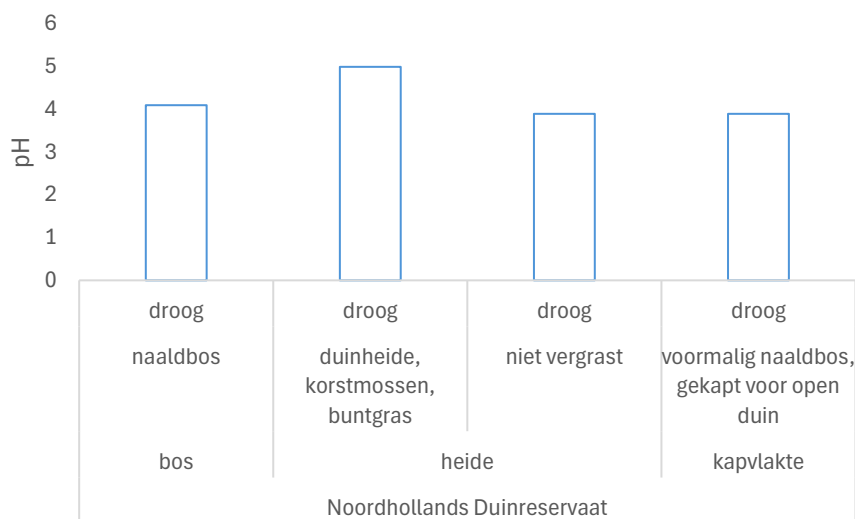 6
5
4
3
2
1
0
pH
droog droog droog droog
naaldbos duinheide, korstmossen, buntgras niet vergrast voormalig naaldbos, gekapt voor open duin
bos heide kapvlakte
Noordhollands Duinreservaat